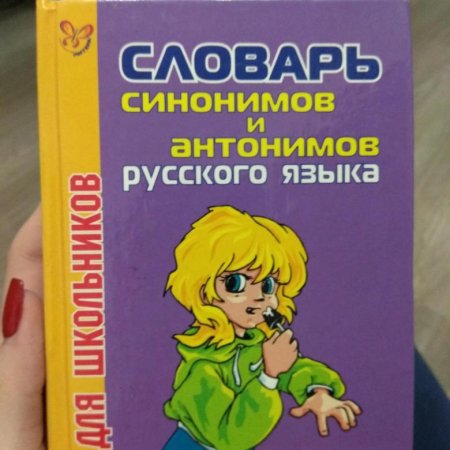 СЛОВАРЬ
СИНОНИМОВ
И
АНТОНИМОВ
РУССКОГО ЯЗЫКА
ДЛЯ ШКОЛЬНИКОВ